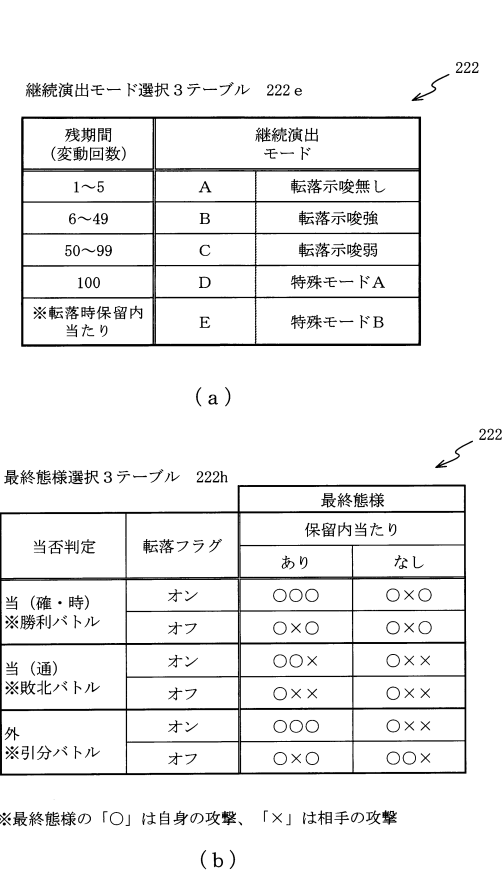 222
継続演出モード選択3テーブル 222e
残期間 (変動回数) 継続演出 モード
1～5 A 転落示唆無し
6～49 B 転落示唆強
50～99 C 転落示唆弱
100 D 特殊モードA
※転落時保留内当たり E 特殊モードB
(a)
222
最終態様選択3テーブル 222h
最終態様
当否判定 転落フラグ 保留内当たり
あり なし
当(確・時) ※勝利バトル オン ○○○ ○×○
オフ ○×○ ○×○
当(通) ※敗北バトル オン ○○× ○××
オフ ○×× ○××
外 ※引分バトル オン ○○○ ○××
オフ ○×○ ○○×
※最終態様の「○」は自身の攻撃、「×」は相手の攻撃
(b)